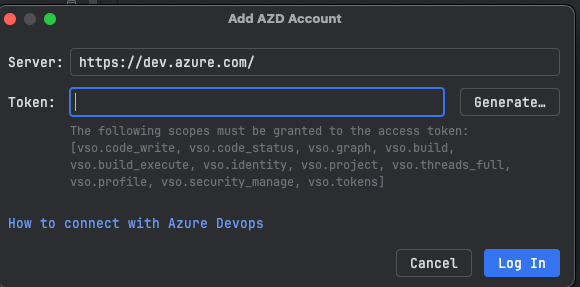 Add AZD Account
Server: https://dev.azure.com/
Token: Generate…
The following scopes must be granted to the access token:
[vso.code_write, vso.code_status, vso.graph, vso.build,
vso.build_execute, vso.identity, vso.project, vso.threads_full,
vso.profile, vso.security_manage, vso.tokens]
How to connect with Azure Devops
Cancel Log In